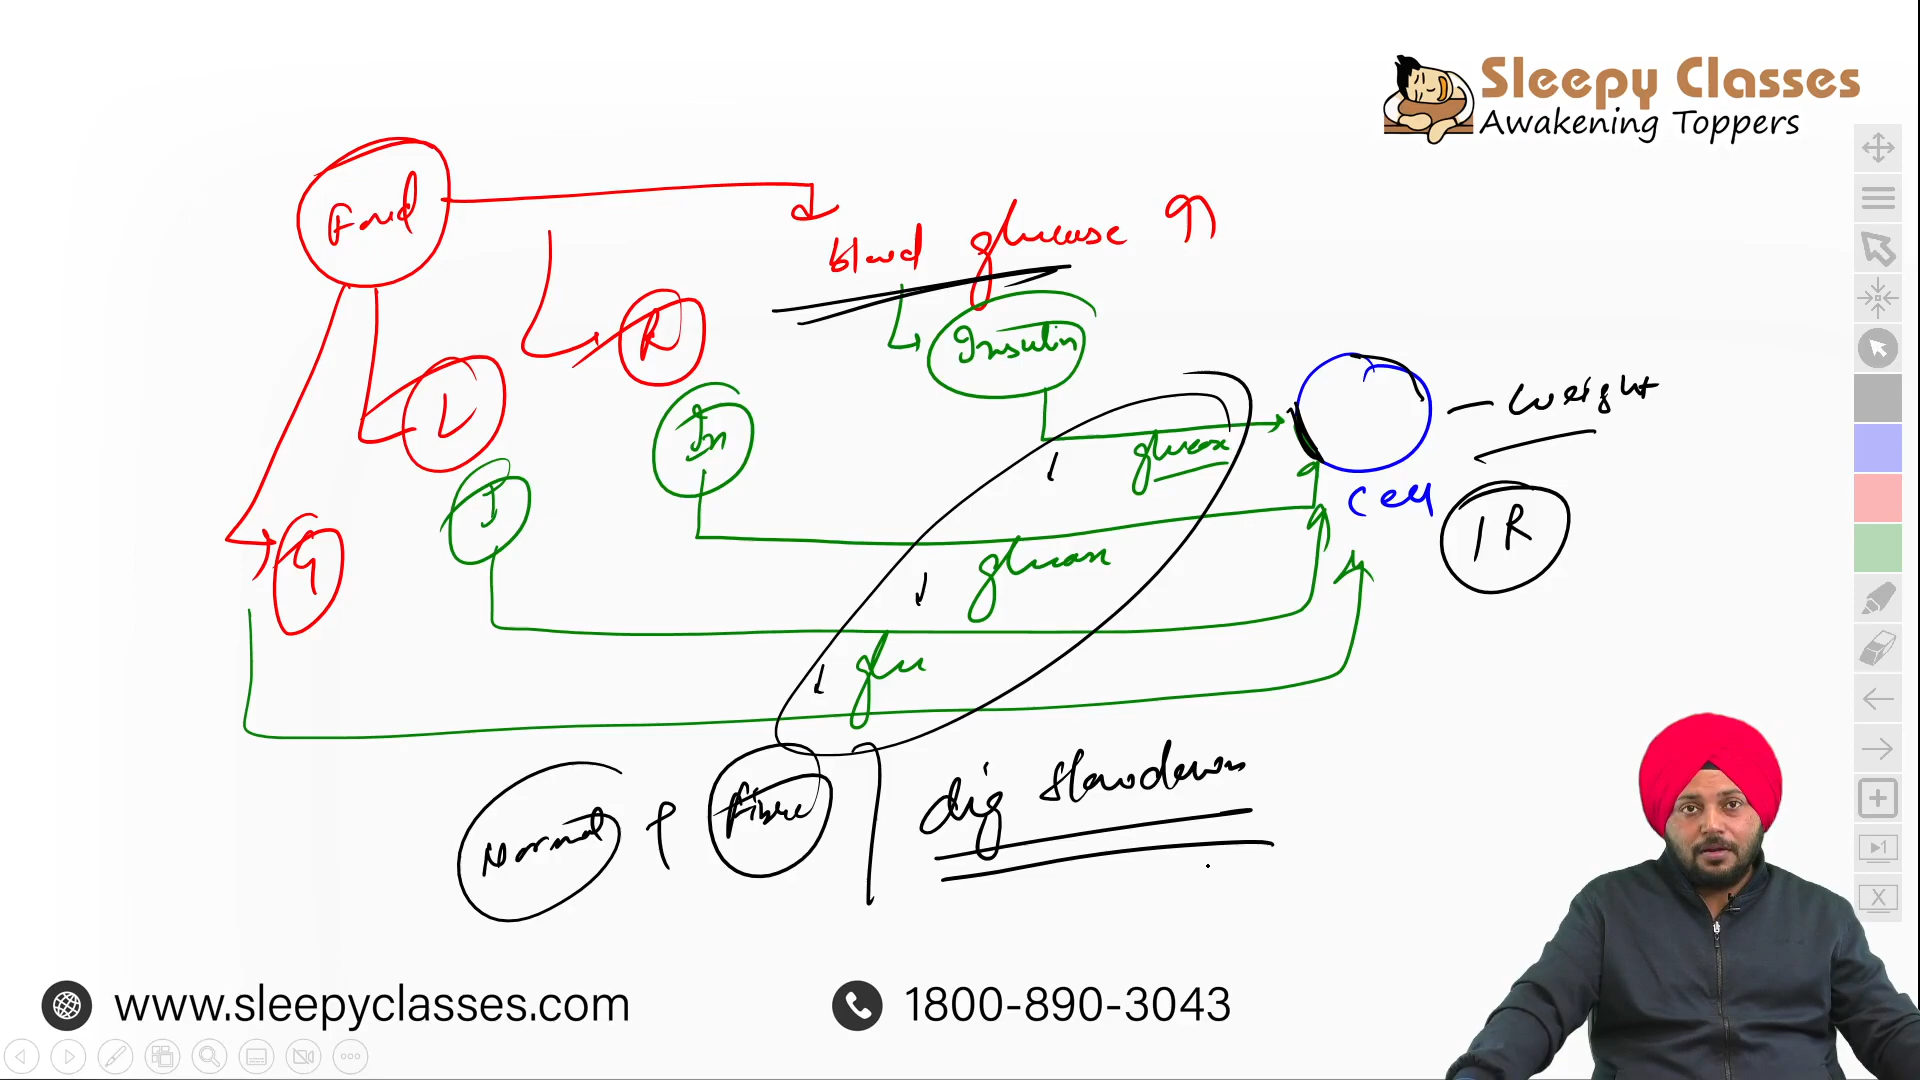 Sleepy Classes
Awakening Toppers
Food
blood glucose ↑
R
Insulin
L
In
glucose
Weight
I
Cell
IR
G
glucose
glu
Normal + fibre
dig slowdown
www.sleepyclasses.com
1800-890-3043